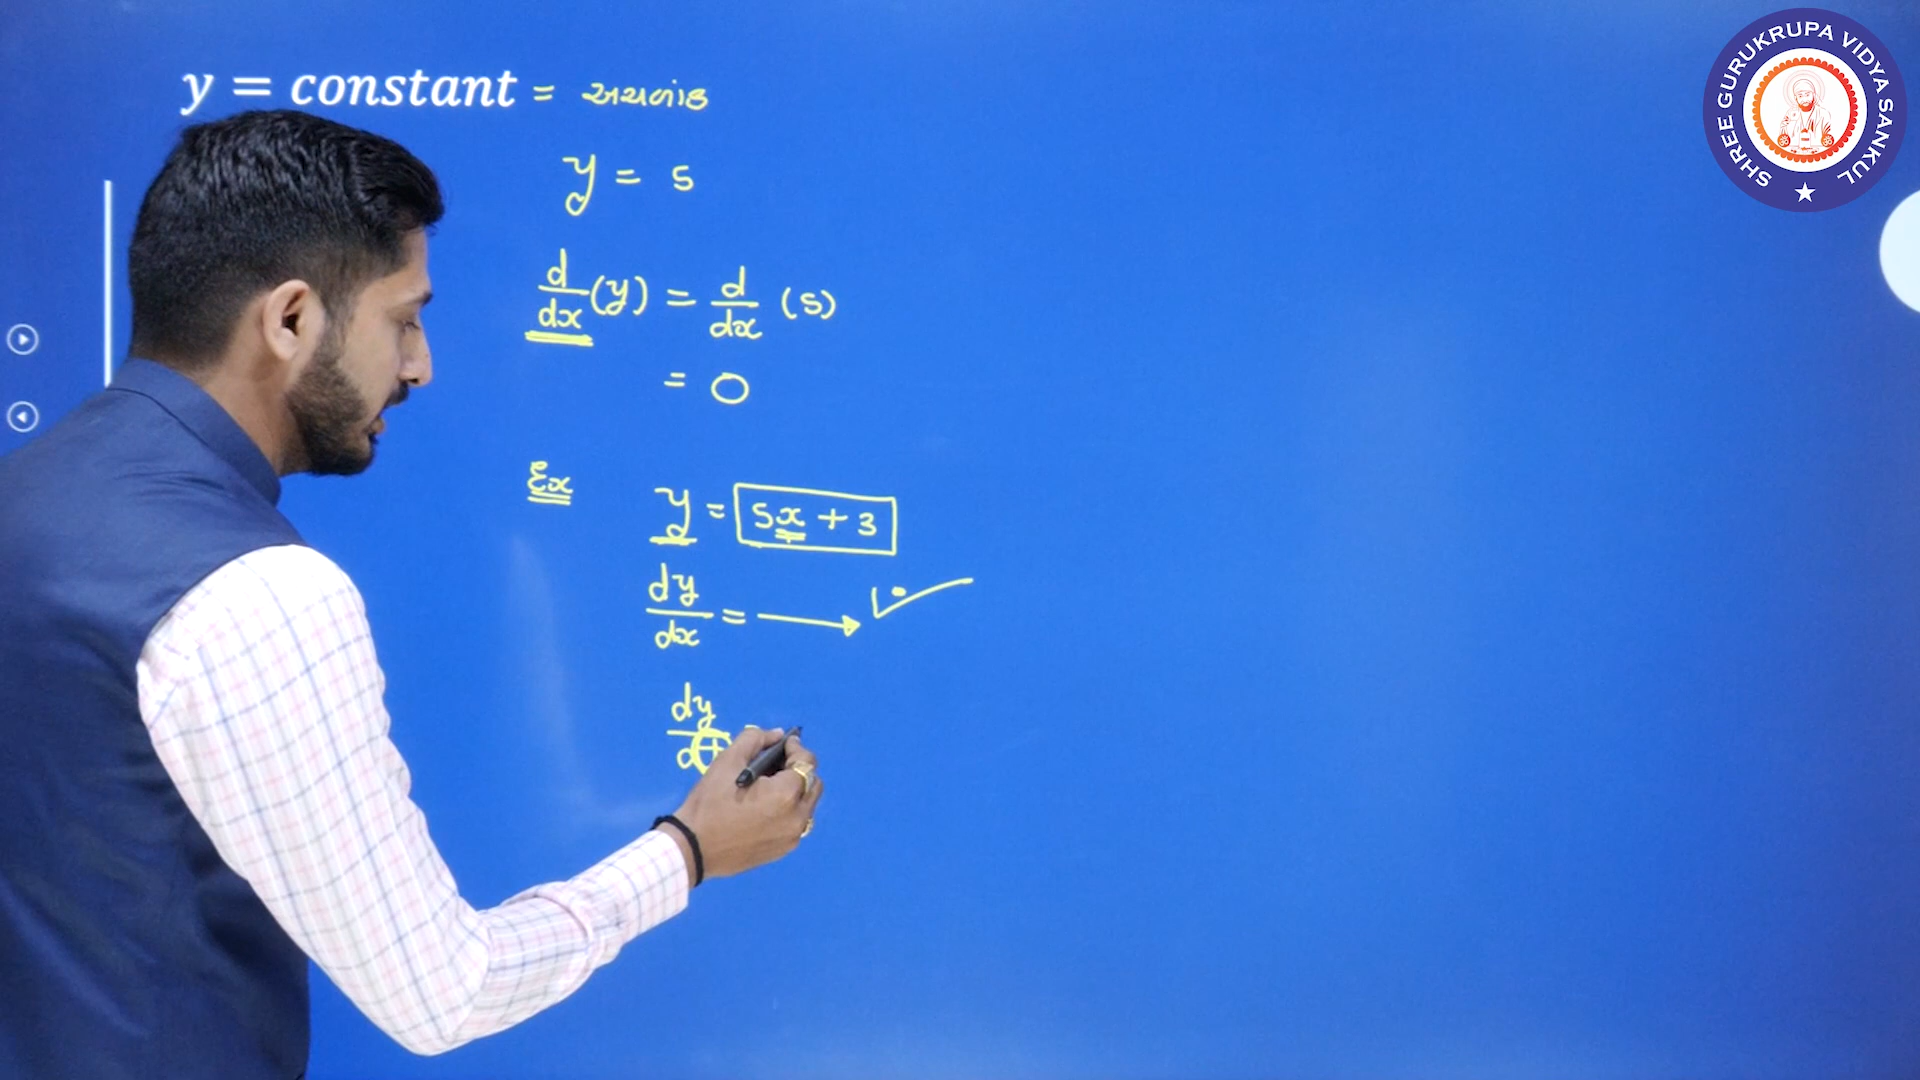 y = constant = અચળાંક
y = 5
d/dx (y) = d/dx (5)
= 0
Ex y = 5x + 3
dy/dx =
dy
SHREE GURUKRUPA VIDYA SANKUL